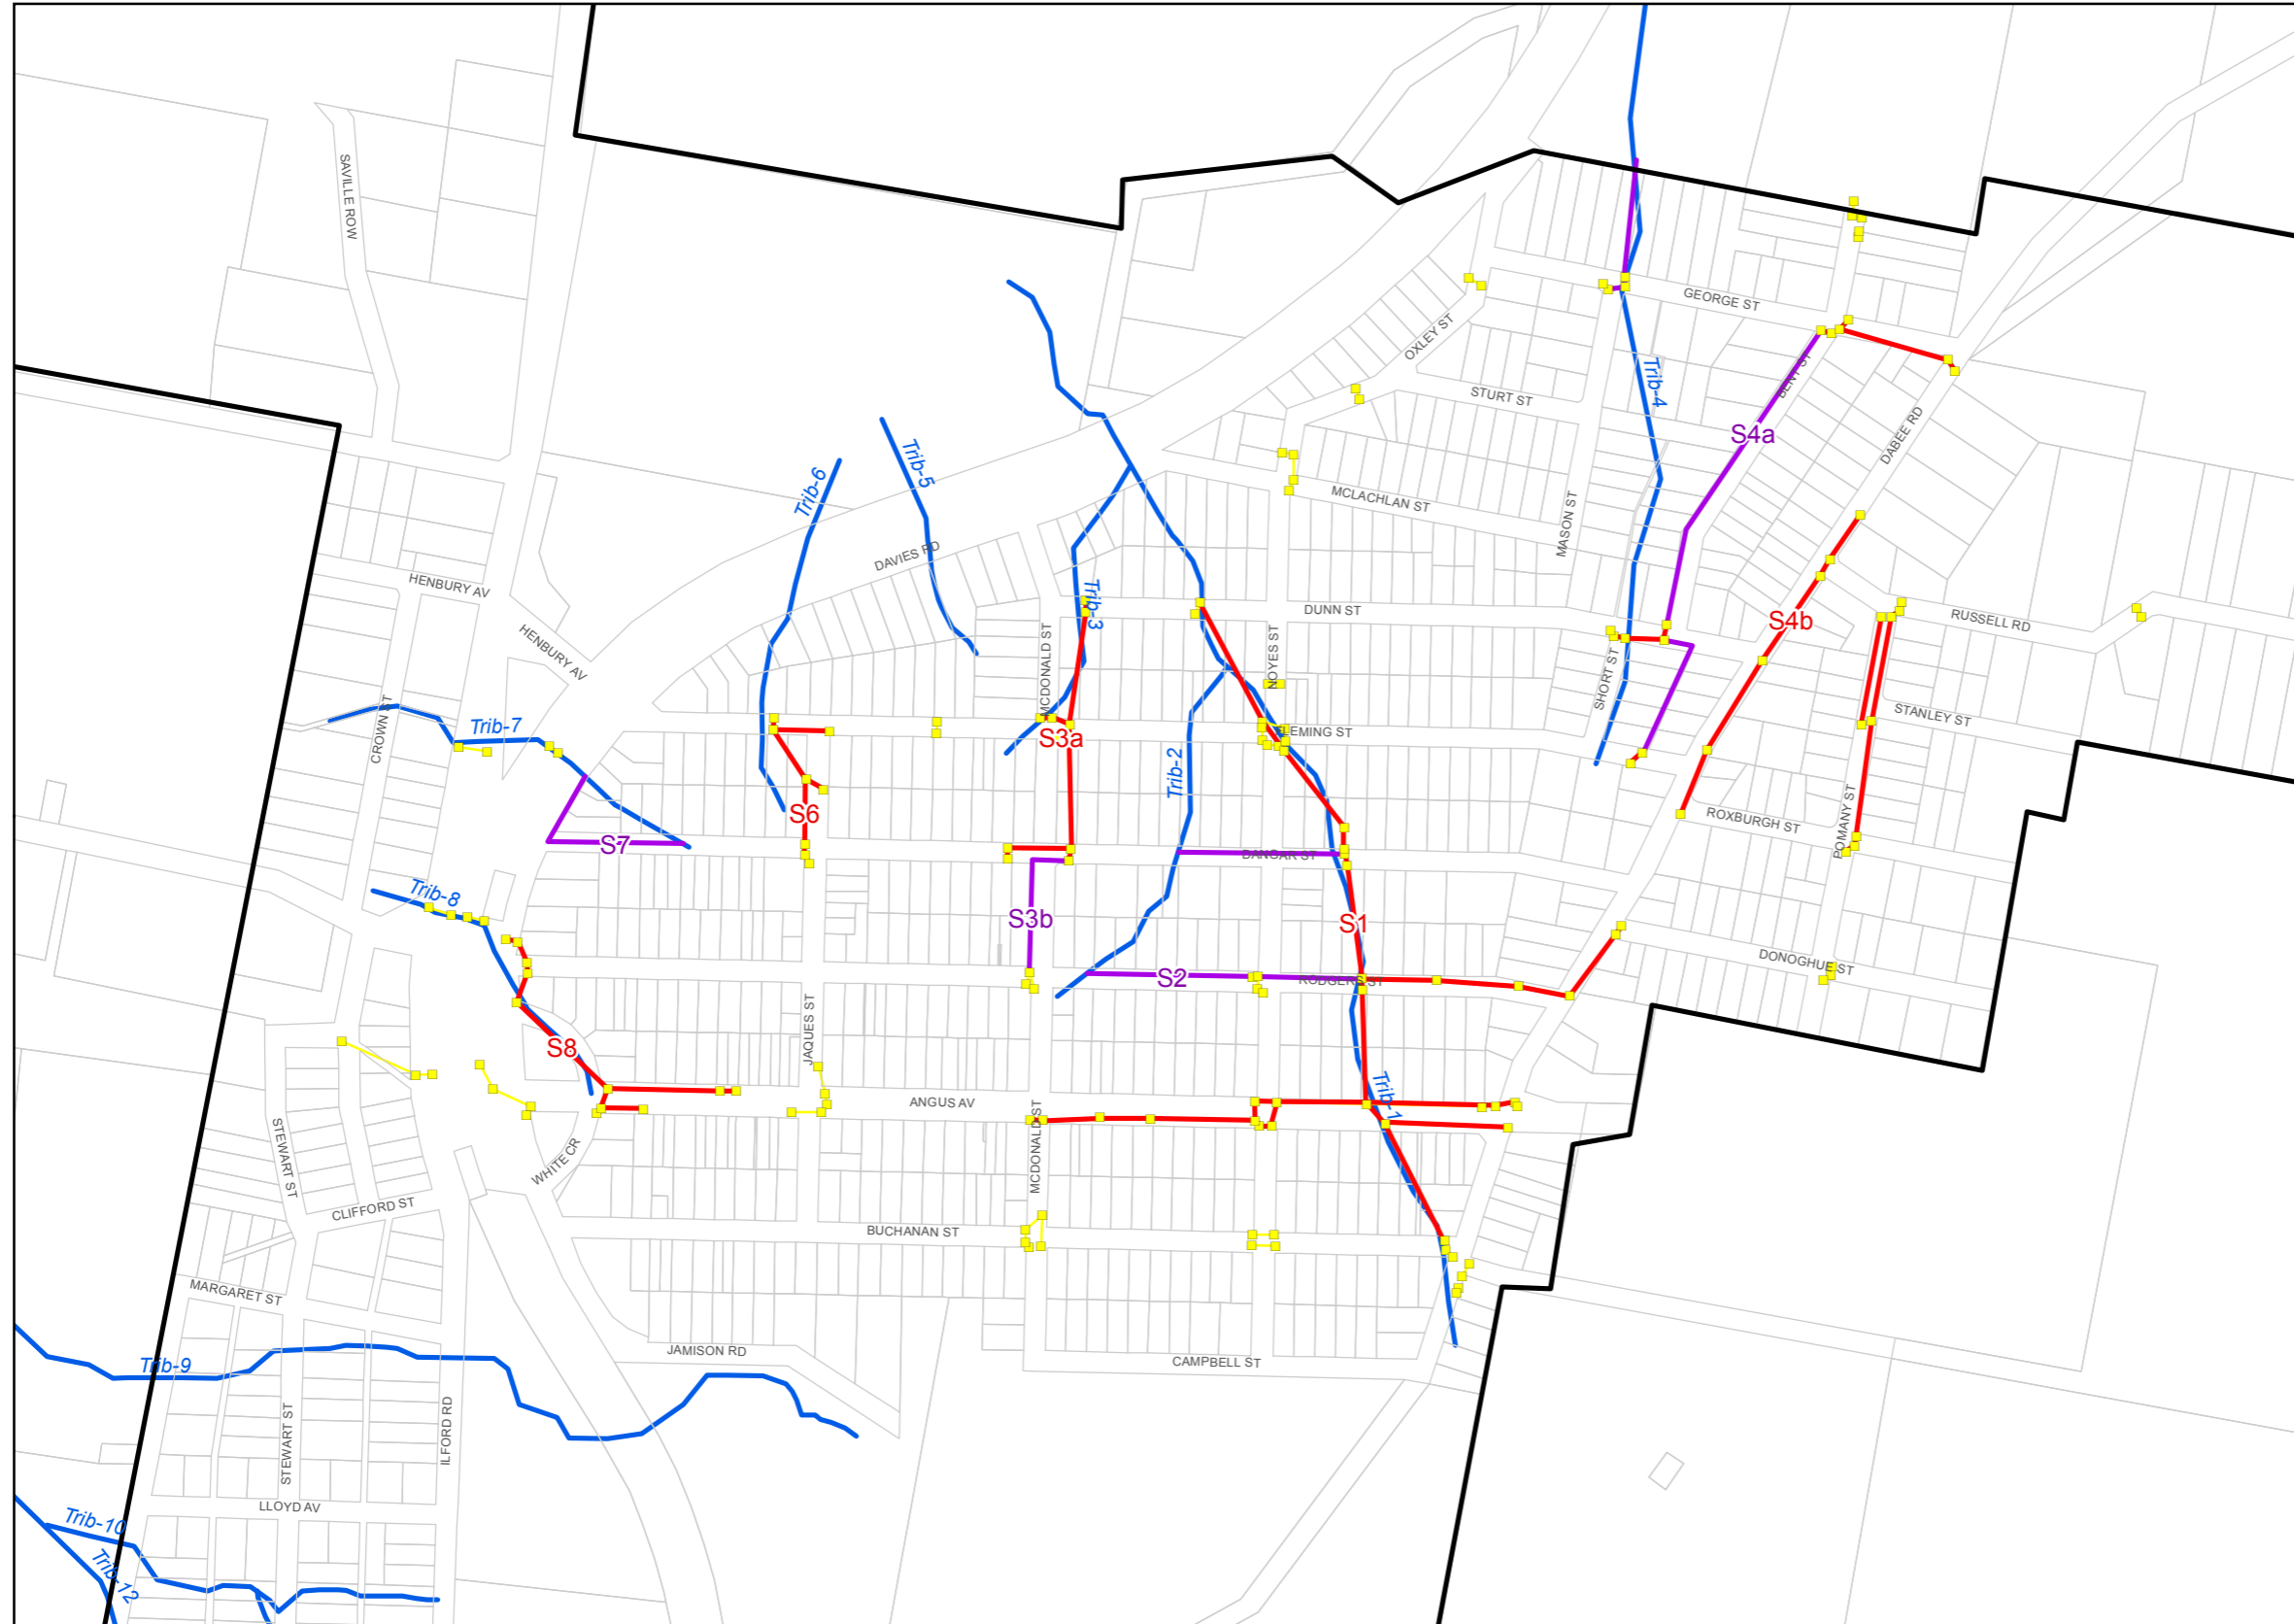 SAVILLE ROW
GEORGE ST
OXLEY ST
Trib-4
BENT ST
STURT ST
S4a
DABEE RD
Trib-5
Trib-6
MCLACHLAN ST
MASON ST
DAVIES RD
HENBURY AV
Trib-3
DUNN ST
S4b
RUSSELL RD
HENBURY AV
MCDONALD ST
NOYES ST
SHORT ST
CROWN ST
Trib-7
STANLEY ST
S3a
FLEMING ST
Trib-2
S6
ROXBURGH ST
POMANY ST
S7
DANGAR ST
Trib-8
S3b
S1
DONOGHUE ST
S2
RODGERS ST
JAQUES ST
S8
Trib-1
ANGUS AV
STEWART ST
WHITE CR
MCDONALD ST
CLIFFORD ST
BUCHANAN ST
MARGARET ST
JAMISON RD
CAMPBELL ST
Trib-9
STEWART ST
ILFORD RD
LLOYD AV
Trib-10
Trib-12